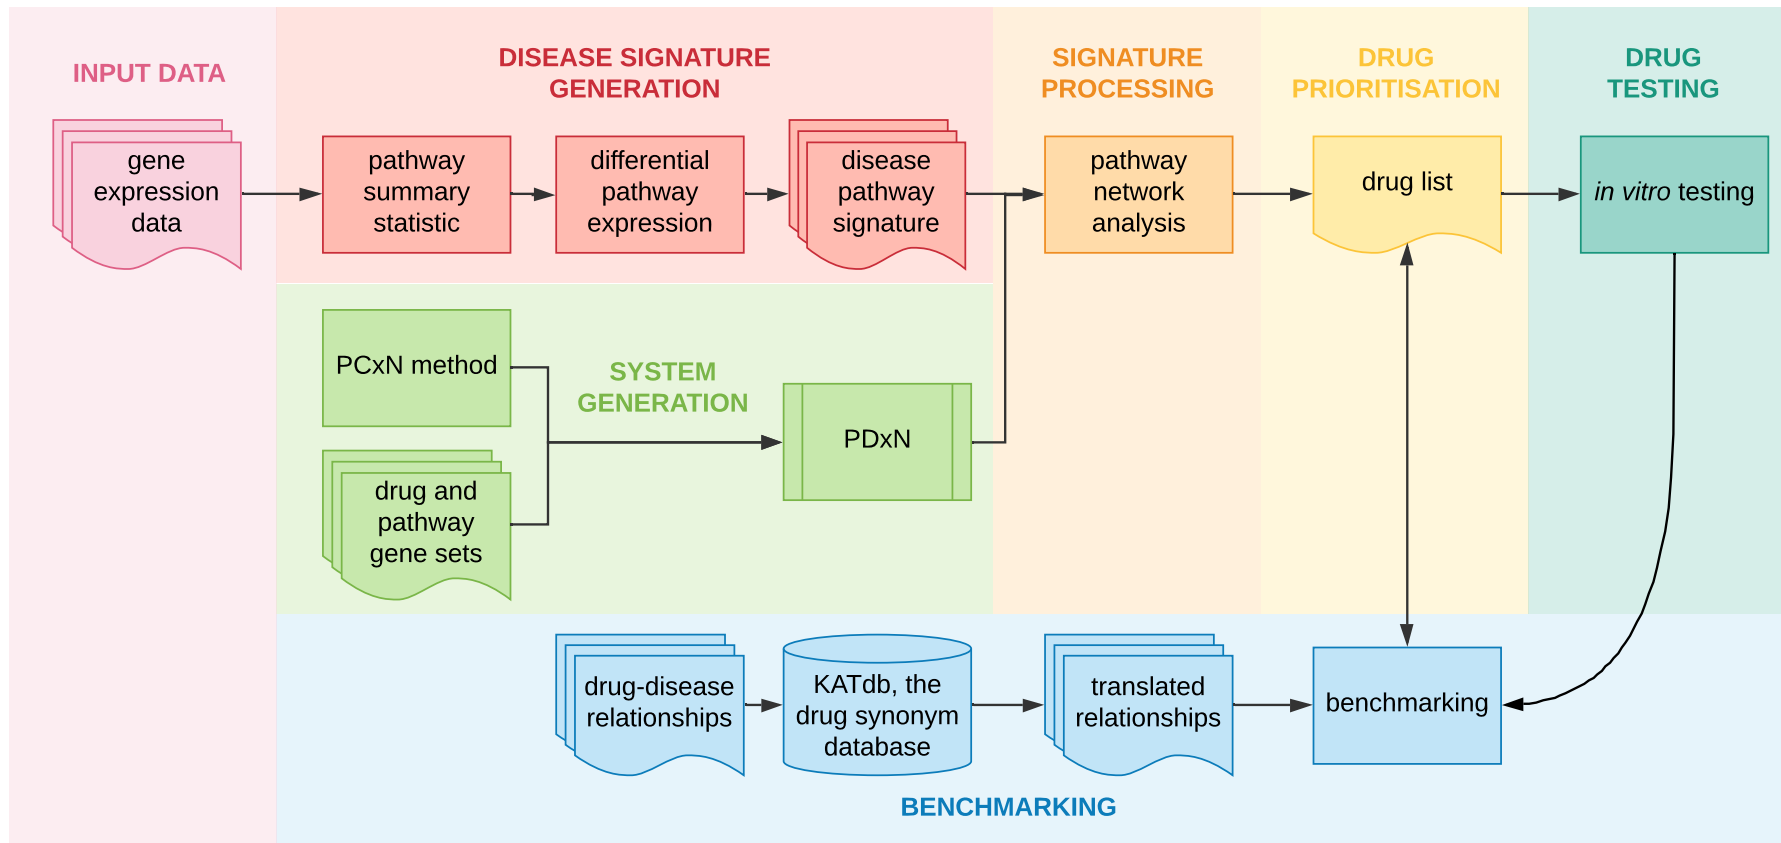 INPUT DATA
gene
expression
data
DISEASE SIGNATURE
GENERATION
pathway
summary
statistic
differential
pathway
expression
disease
pathway
signature
SIGNATURE
PROCESSING
pathway
network
analysis
DRUG
PRIORITISATION
drug list
DRUG
TESTING
in vitro testing
PCxN method
drug and
pathway
gene sets
SYSTEM
GENERATION
PDxN
drug-disease
relationships
KATdb, the
drug synonym
database
translated
relationships
benchmarking
BENCHMARKING